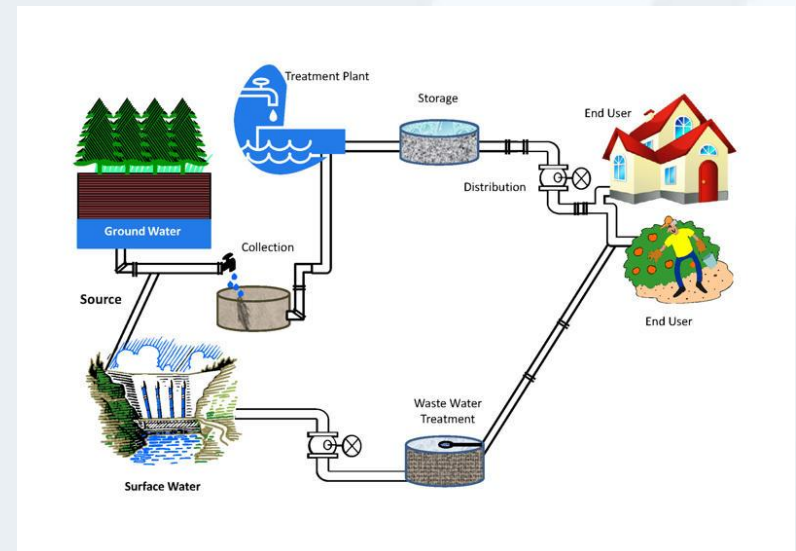 Treatment Plant
Storage
End User
Distribution
Ground Water
Collection
Source
End User
Waste Water
Treatment
Surface Water